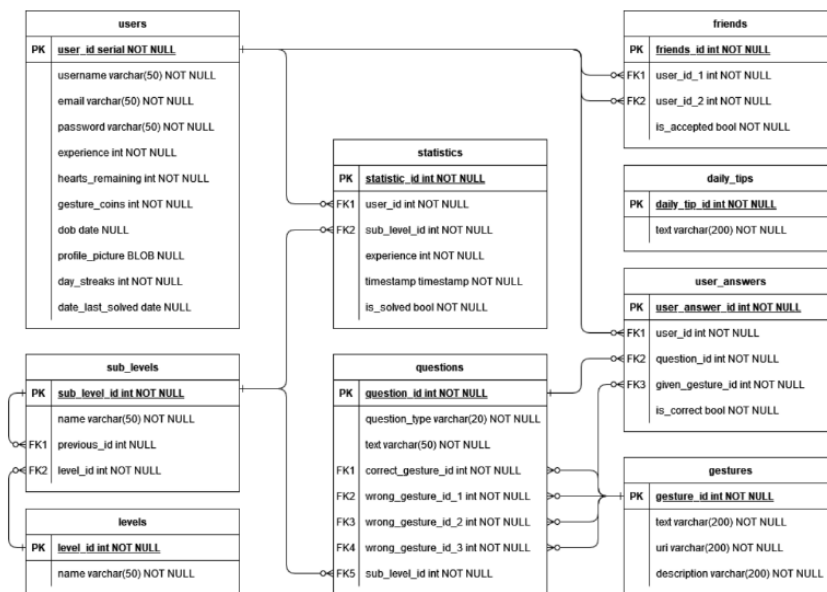 users
PK user_id serial NOT NULL
username varchar(50) NOT NULL
email varchar(50) NOT NULL
password varchar(50) NOT NULL
experience int NOT NULL
hearts_remaining int NOT NULL
gesture_coins int NOT NULL
dob date NULL
profile_picture BLOB NULL
day_streaks int NOT NULL
date_last_solved date NULL
sub_levels
PK sub_level_id int NOT NULL
name varchar(50) NOT NULL
FK1 previous_id int NULL
FK2 level_id int NOT NULL
levels
PK level_id int NOT NULL
name varchar(50) NOT NULL
statistics
PK statistic_id int NOT NULL
FK1 user_id int NOT NULL
FK2 sub_level_id int NOT NULL
experience int NOT NULL
timestamp timestamp NOT NULL
is_solved bool NOT NULL
questions
PK question_id int NOT NULL
question_type varchar(20) NOT NULL
text varchar(50) NOT NULL
FK1 correct_gesture_id int NOT NULL
FK2 wrong_gesture_id_1 int NOT NULL
FK3 wrong_gesture_id_2 int NOT NULL
FK4 wrong_gesture_id_3 int NOT NULL
FK5 sub_level_id int NOT NULL
friends
PK friends_id int NOT NULL
FK1 user_id_1 int NOT NULL
FK2 user_id_2 int NOT NULL
is_accepted bool NOT NULL
daily_tips
PK daily_tip_id int NOT NULL
text varchar(200) NOT NULL
user_answers
PK user_answer_id int NOT NULL
FK1 user_id int NOT NULL
FK2 question_id int NOT NULL
FK3 given_gesture_id int NOT NULL
is_correct bool NOT NULL
gestures
PK gesture_id int NOT NULL
text varchar(200) NOT NULL
uri varchar(200) NOT NULL
description varchar(200) NOT NULL